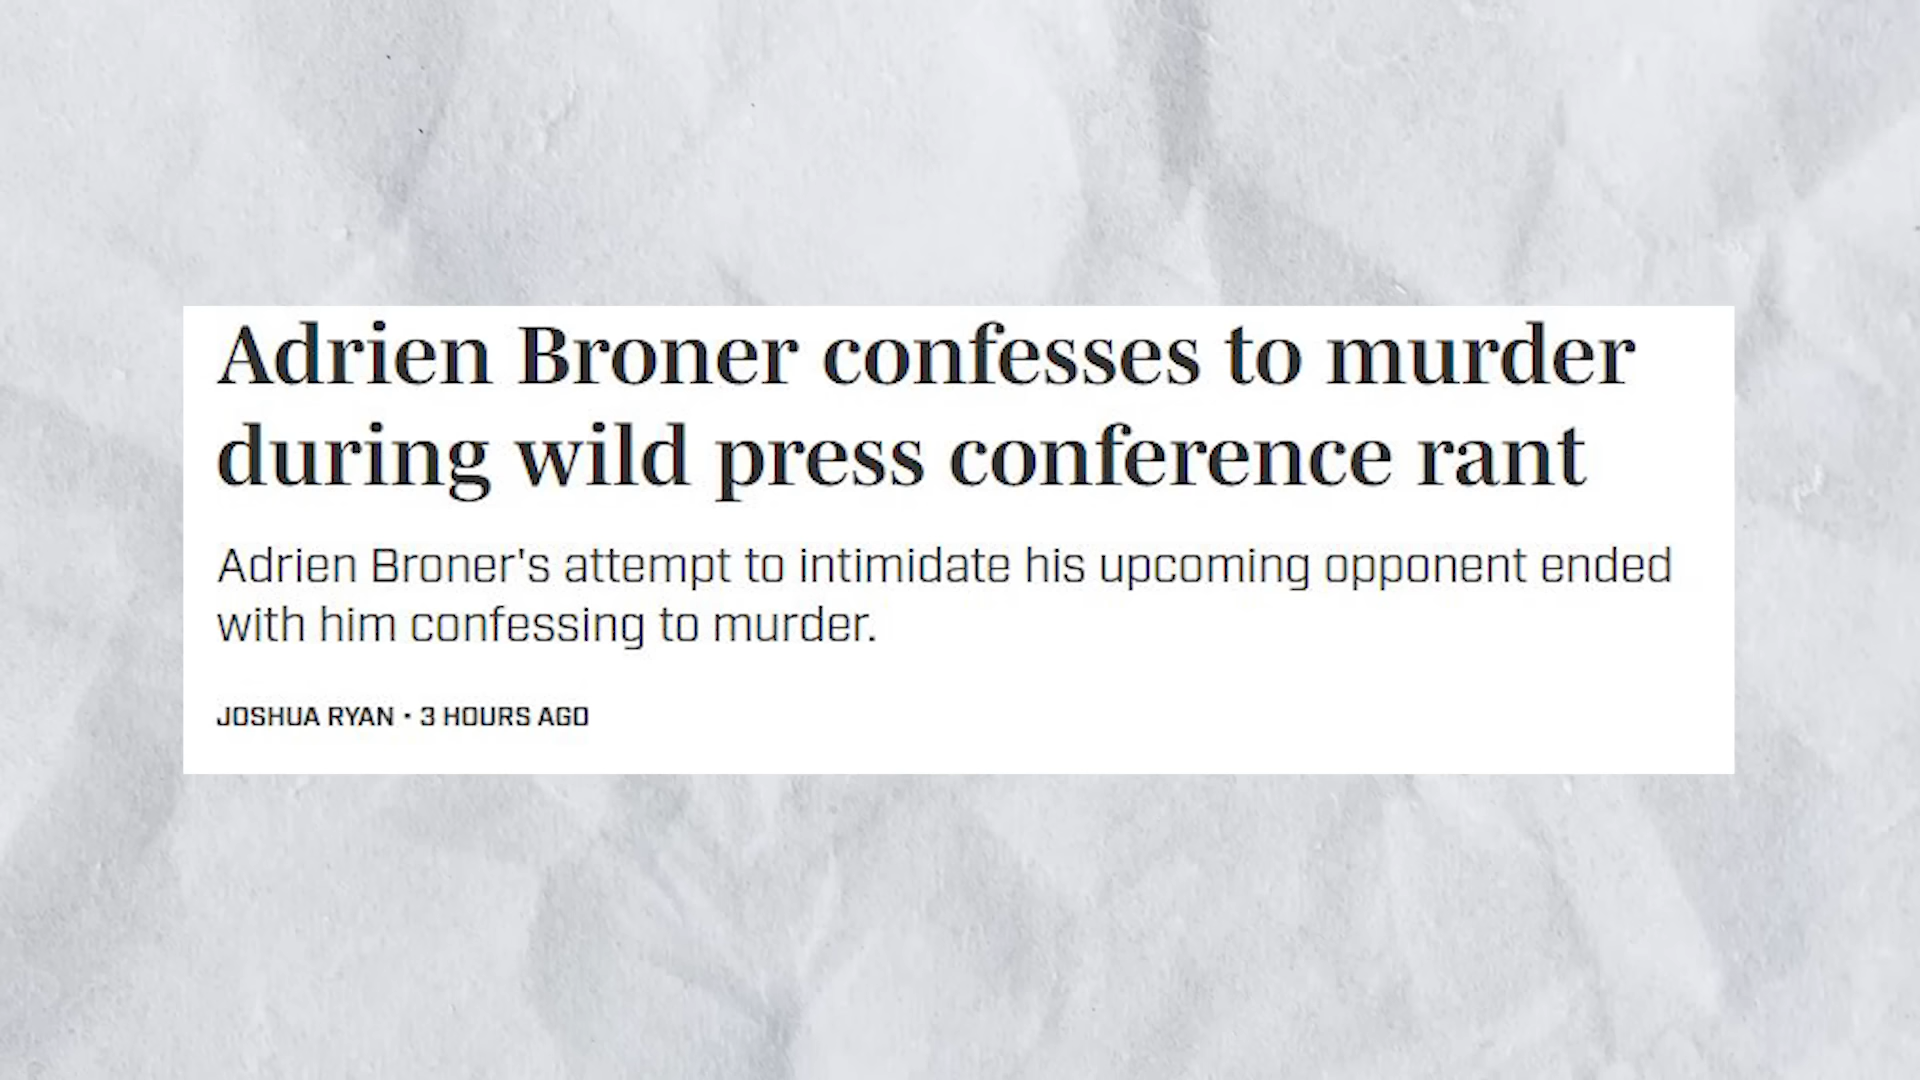 Adrien Broner confesses to murder
during wild press conference rant
Adrien Broner's attempt to intimidate his upcoming opponent ended
with him confessing to murder.
JOSHUA RYAN · 3 HOURS AGO